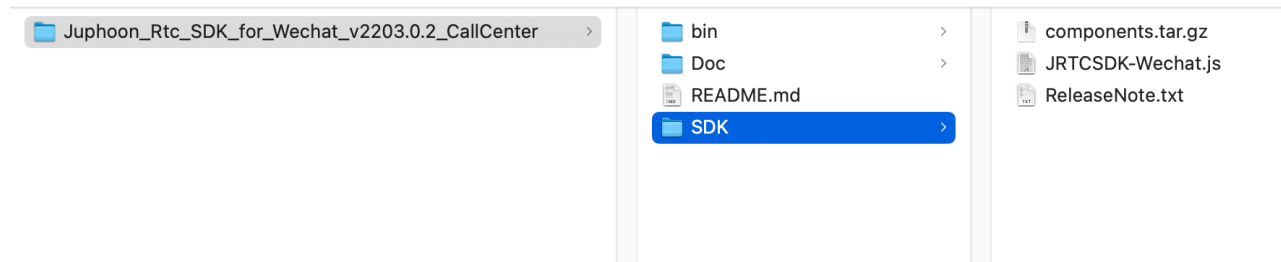 Juphoon_Rtc_SDK_for_Wechat_v2203.0.2_CallCenter
bin
Doc
README.md
SDK
components.tar.gz
JRTCSDK-Wechat.js
ReleaseNote.txt